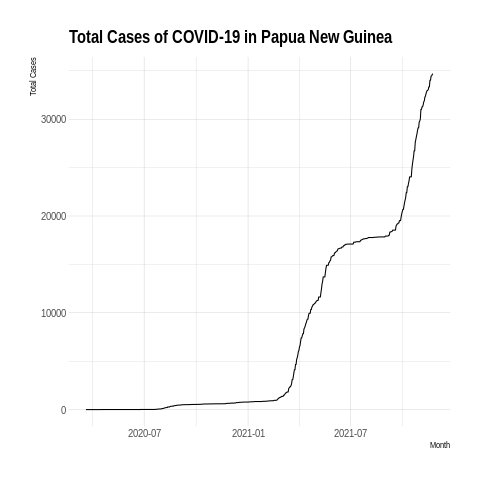 Total Cases of COVID-19 in Papua New Guinea
Total Cases
30000
20000
10000
0
2020-07 2021-01 2021-07
Month